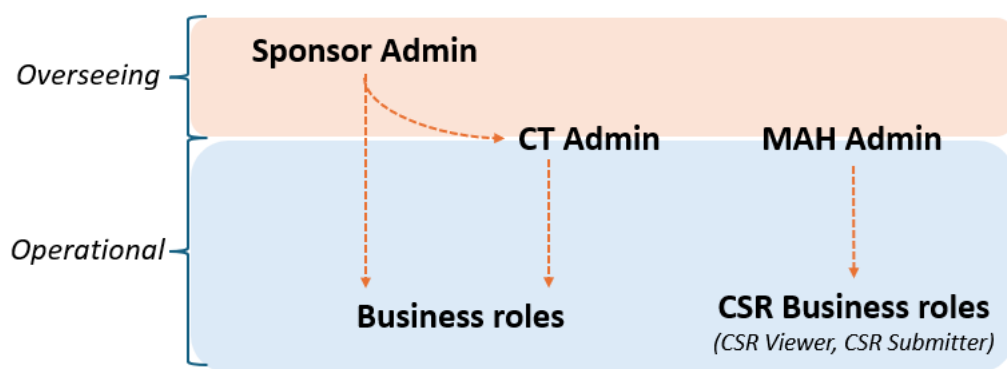 Sponsor Admin
Overseeing
CT Admin
MAH Admin
Operational
Business roles
CSR Business roles
(CSR Viewer, CSR Submitter)